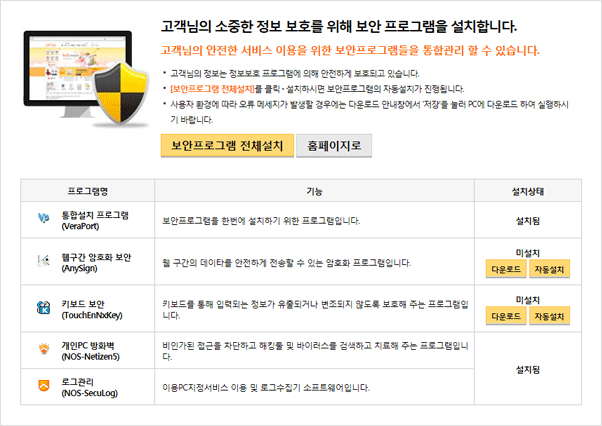 고객님의 소중한 정보 보호를 위해 보안 프로그램을 설치합니다.
고객님의 안전한 서비스 이용을 위한 보안프로그램들을 통합관리 할 수 있습니다.
• 고객님의 정보는 정보보호 프로그램에 의해 안전하게 보호되고 있습니다.
• [보안프로그램 전체설치]를 클릭 - 설치하시면 보안프로그램의 자동설치가 진행됩니다.
• 사용자 환경에 따라 오류 메세지가 발생할 경우에는 다운로드 안내창에서 '저장'을 눌러 PC에 다운로드 하여 실행하시
기 바랍니다.
보안프로그램 전체설치 홈페이지로
프로그램명 기능 설치상태
통합설치 프로그램
(VeraPort)
보안프로그램을 한번에 설치하기 위한 프로그램입니다.
설치됨
웹구간 암호화 보안
(AnySign)
웹 구간의 데이타를 안전하게 전송할 수 있는 암호화 프로그램입니다.
미설치
다운로드 자동설치
키보드 보안
(TouchEnNxKey)
키보드를 통해 입력되는 정보가 유출되거나 변조되지 않도록 보호해 주는 프로그램입
니다.
미설치
다운로드 자동설치
개인PC 방화벽
(NOS-Netizen5)
비인가된 접근을 차단하고 해킹툴 및 바이러스를 검색하고 치료해 주는 프로그램입니
다.
설치됨
로그관리
(NOS-SecuLog)
이용PC지정서비스 이용 및 로그수집기 소프트웨어입니다.